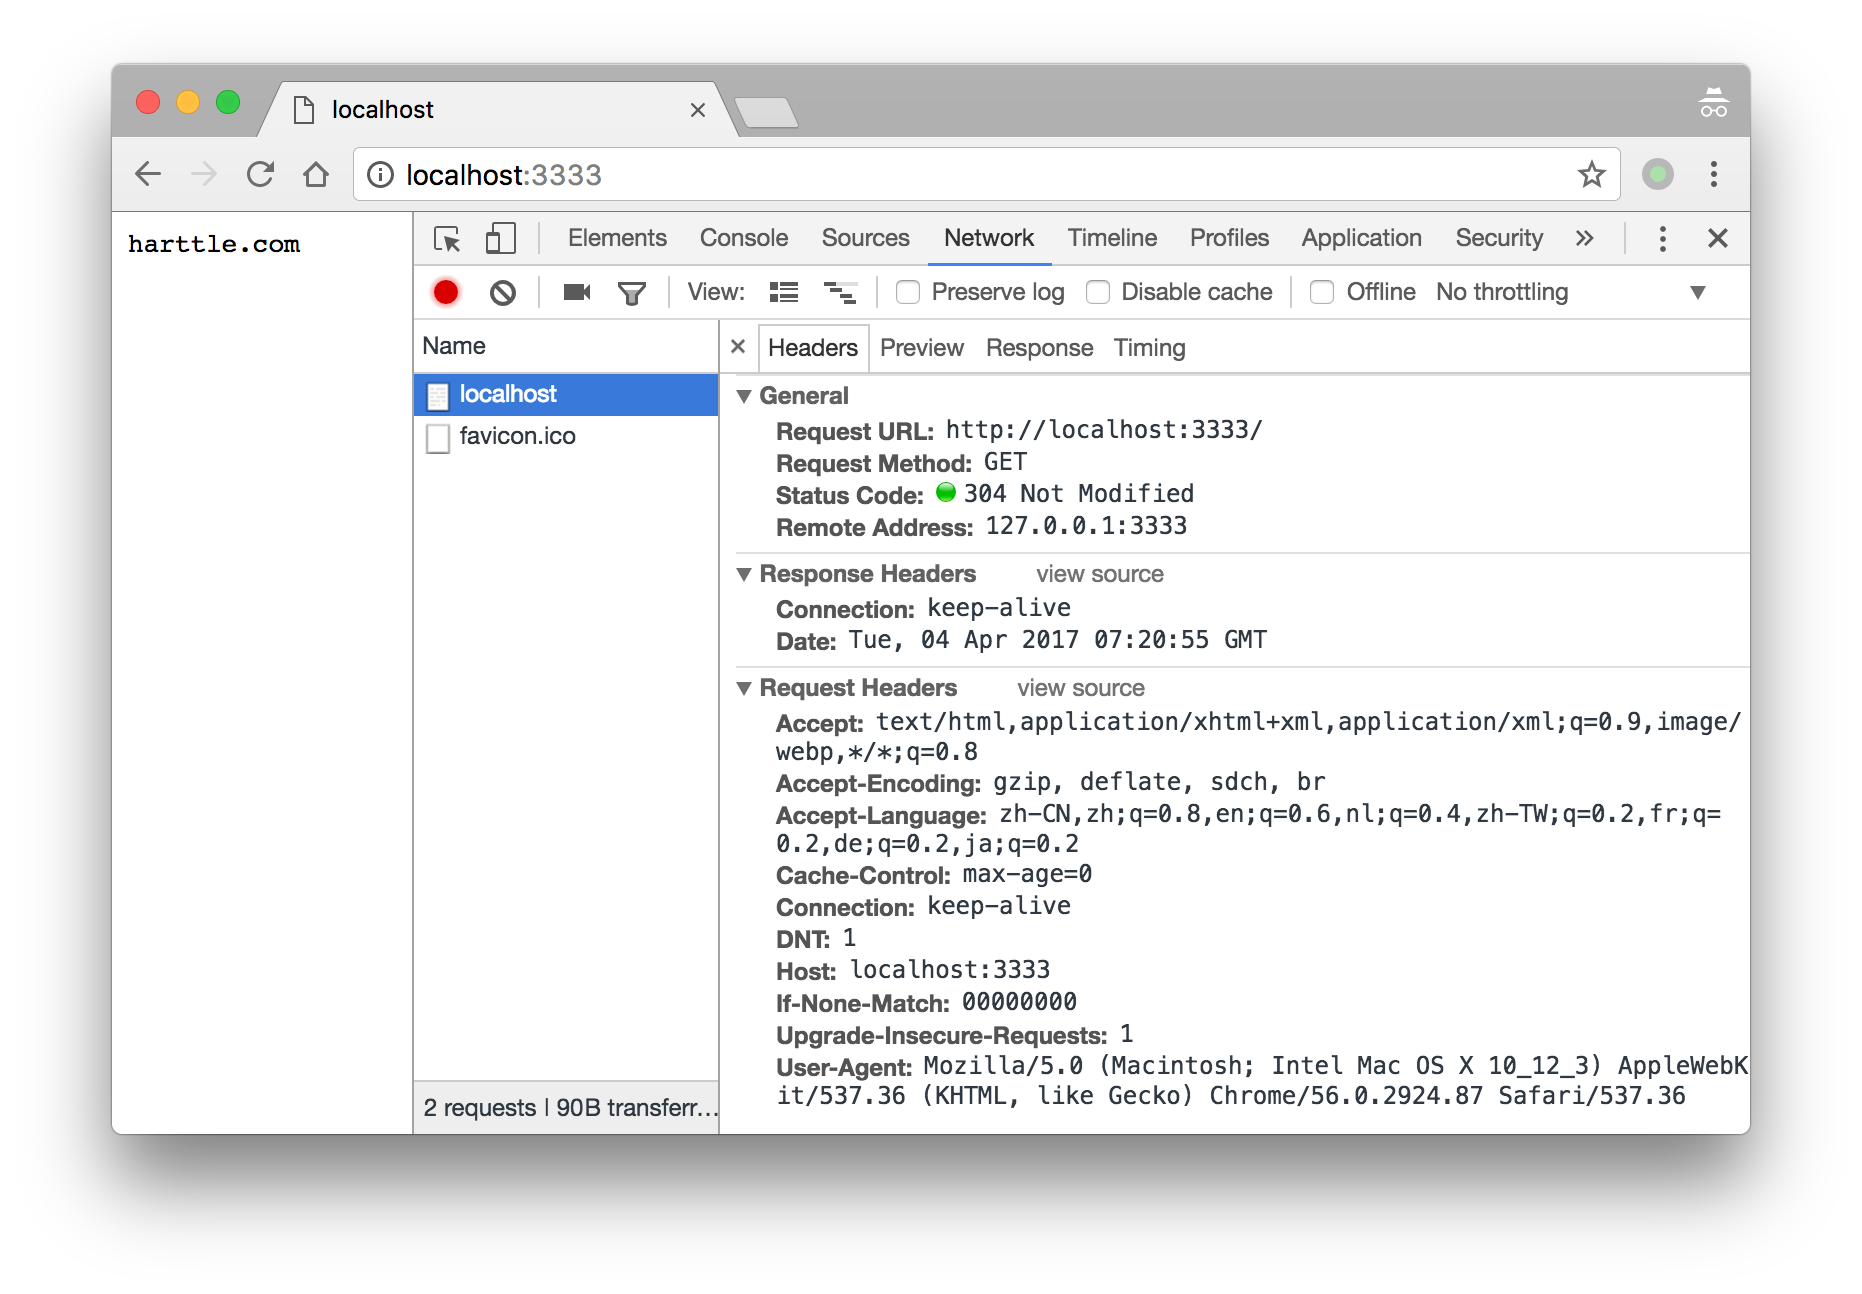 localhost
localhost:3333
harttle.com
Elements Console Sources Network Timeline Profiles Application Security
View: Preserve log Disable cache Offline No throttling
Name
localhost
favicon.ico
2 requests | 90B transferr...
Headers Preview Response Timing
General
Request URL: http://localhost:3333/
Request Method: GET
Status Code: 304 Not Modified
Remote Address: 127.0.0.1:3333
Response Headers view source
Connection: keep-alive
Date: Tue, 04 Apr 2017 07:20:55 GMT
Request Headers view source
Accept: text/html,application/xhtml+xml,application/xml;q=0.9,image/
webp,*/*;q=0.8
Accept-Encoding: gzip, deflate, sdch, br
Accept-Language: zh-CN,zh;q=0.8,en;q=0.6,nl;q=0.4,zh-TW;q=0.2,fr;q=
0.2,de;q=0.2,ja;q=0.2
Cache-Control: max-age=0
Connection: keep-alive
DNT: 1
Host: localhost:3333
If-None-Match: 00000000
Upgrade-Insecure-Requests: 1
User-Agent: Mozilla/5.0 (Macintosh; Intel Mac OS X 10_12_3) AppleWebK
it/537.36 (KHTML, like Gecko) Chrome/56.0.2924.87 Safari/537.36